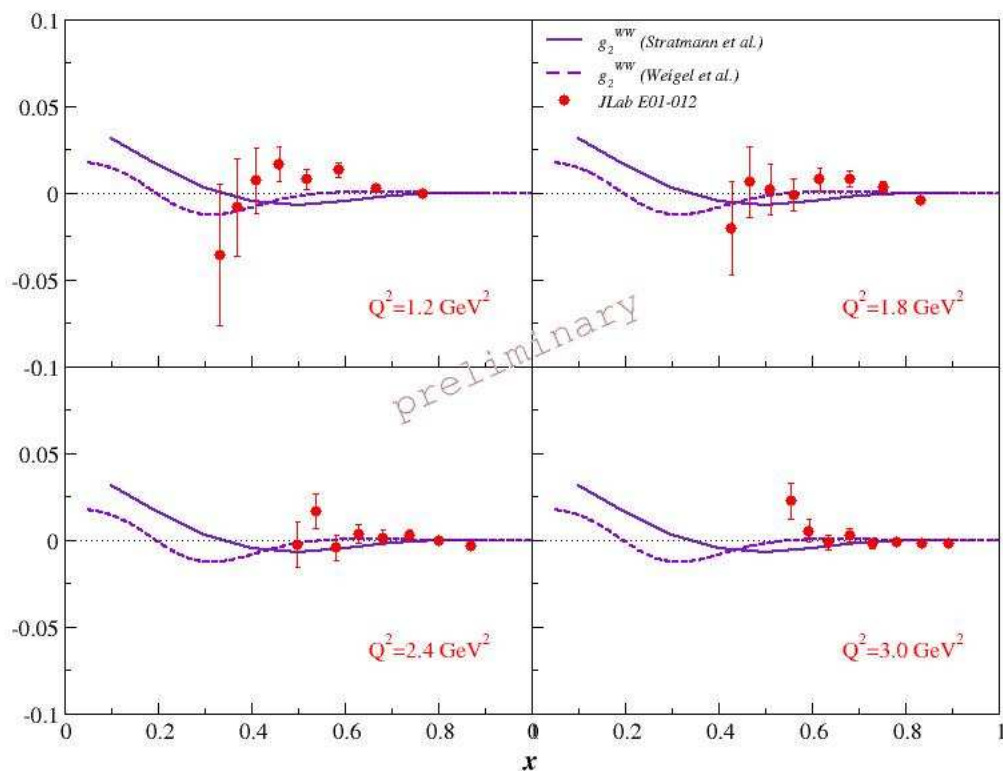 0.1
g₂ᵂᵂ (Stratmann et al.)
g₂ᵂᵂ (Weigel et al.)
JLab E01-012
0.05
0
-0.05
Q²=1.2 GeV²
Q²=1.8 GeV²
-0.1
preliminary
0.05
0
-0.05
Q²=2.4 GeV²
Q²=3.0 GeV²
-0.1
0 0.2 0.4 0.6 0.8 0 0.2 0.4 0.6 0.8 1
x